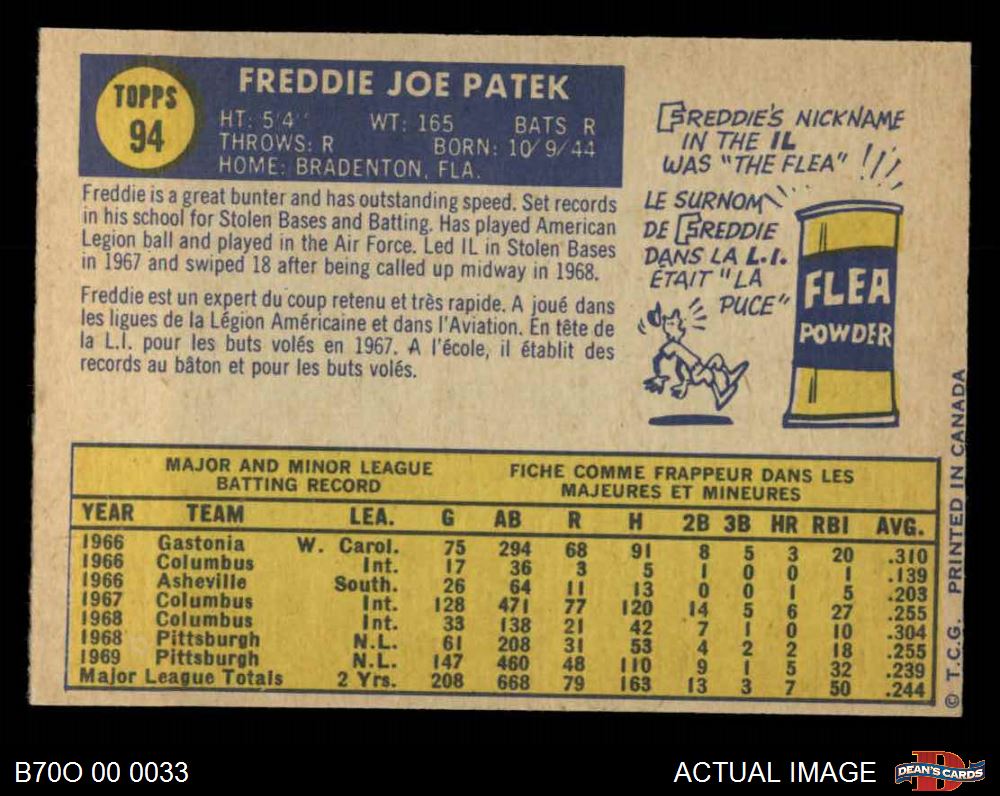 TOPPS
94
FREDDIE JOE PATEK
HT: 5'4" WT: 165 BATS R
THROWS: R BORN: 10/9/44
HOME: BRADENTON, FLA.
Freddie is a great bunter and has outstanding speed. Set records
in his school for Stolen Bases and Batting. Has played American
Legion ball and played in the Air Force. Led IL in Stolen Bases
in 1967 and swiped 18 after being called up midway in 1968.
Freddie est un expert du coup retenu et très rapide. A joué dans
les ligues de la Légion Américaine et dans l'Aviation. En tête de
la L.I. pour les buts volés en 1967. A l'école, il établit des
records au bâton et pour les buts volés.
FREDDIE'S NICKNAME
IN THE IL
WAS "THE FLEA" !!!
LE SURNOM
DE FREDDIE
DANS LA L.I.
ÉTAIT "LA
PUCE"
FLEA
POWDER
MAJOR AND MINOR LEAGUE
BATTING RECORD
FICHE COMME FRAPPEUR DANS LES
MAJEURES ET MINEURES
YEAR TEAM LEA. G AB R H 2B 3B HR RBI AVG.
1966 Gastonia W. Carol. 75 294 68 91 8 5 3 20 .310
1966 Columbus Int. 17 36 3 5 1 0 0 1 .139
1966 Asheville South. 26 64 11 13 0 0 1 5 .203
1967 Columbus Int. 128 471 77 120 14 5 6 27 .255
1968 Columbus Int. 33 138 21 42 7 1 0 10 .304
1968 Pittsburgh N.L. 61 208 31 53 4 2 2 18 .255
1969 Pittsburgh N.L. 147 460 48 110 9 1 5 32 .239
Major League Totals 2 Yrs. 208 668 79 163 13 3 7 50 .244
© T.C.G. PRINTED IN CANADA
B70O 00 0033
ACTUAL IMAGE
D
DEAN'S CARDS